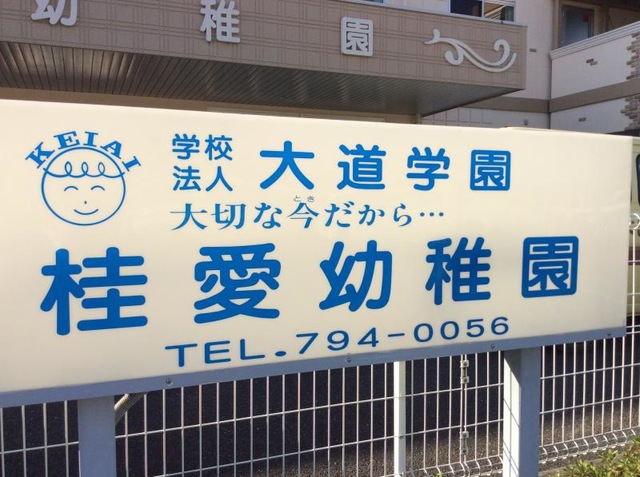 幼稚園
KEIAI
学校法人 大道学園
大切な今だから…
とき
桂愛幼稚園
TEL.794-0056